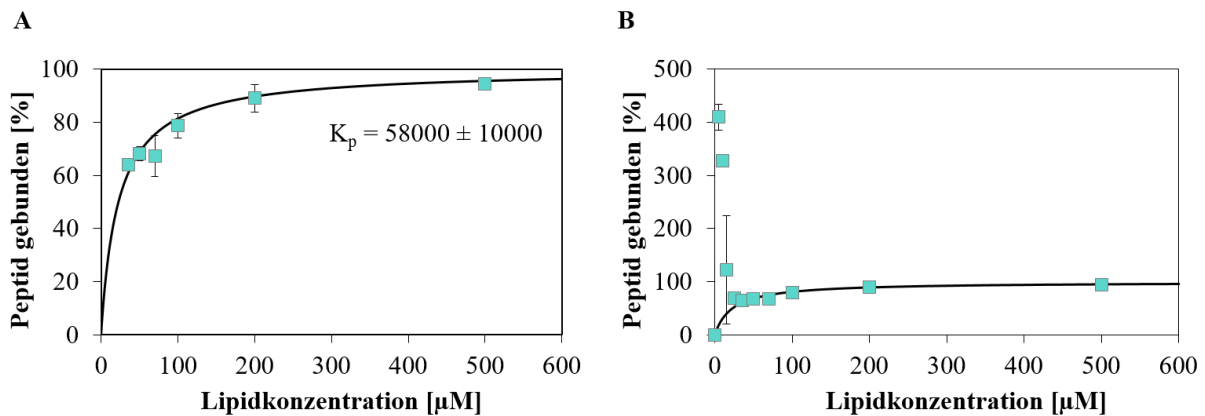 A
Peptid gebunden [%]
100
80
60
40
20
0
K_p = 58000 ± 10000
0 100 200 300 400 500 600
Lipidkonzentration [µM]
B
Peptid gebunden [%]
500
400
300
200
100
0
0 100 200 300 400 500 600
Lipidkonzentration [µM]